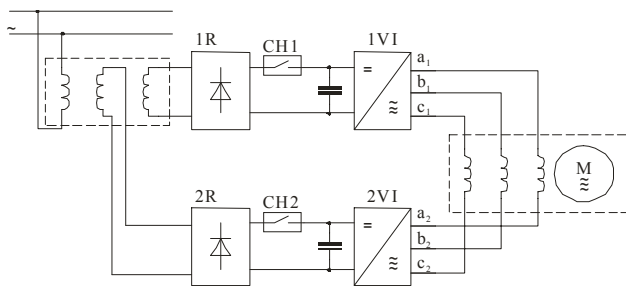 ~
1R
CH1
1VI
=
≈
a₁
b₁
c₁
M
≈
2R
CH2
2VI
=
≈
a₂
b₂
c₂